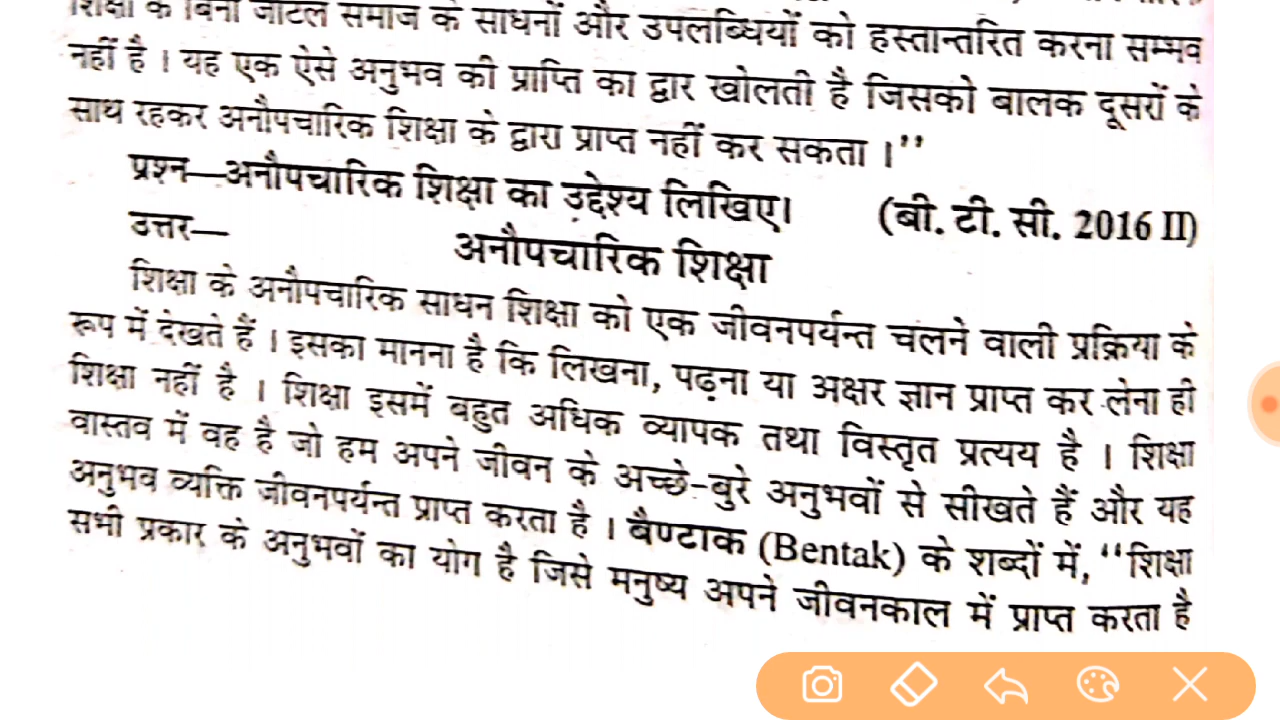 शिक्षा के बिना जटिल समाज के साधनों और उपलब्धियों को हस्तान्तरित करना सम्भव
नहीं है । यह एक ऐसे अनुभव की प्राप्ति का द्वार खोलती है जिसको बालक दूसरों के
साथ रहकर अनौपचारिक शिक्षा के द्वारा प्राप्त नहीं कर सकता ।’’
प्रश्न—अनौपचारिक शिक्षा का उद्देश्य लिखिए। (बी. टी. सी. 2016 II)
उत्तर—
अनौपचारिक शिक्षा
शिक्षा के अनौपचारिक साधन शिक्षा को एक जीवनपर्यन्त चलने वाली प्रक्रिया के
रूप में देखते हैं । इसका मानना है कि लिखना, पढ़ना या अक्षर ज्ञान प्राप्त कर लेना ही
शिक्षा नहीं है । शिक्षा इसमें बहुत अधिक व्यापक तथा विस्तृत प्रत्यय है । शिक्षा
वास्तव में वह है जो हम अपने जीवन के अच्छे-बुरे अनुभवों से सीखते हैं और यह
अनुभव व्यक्ति जीवनपर्यन्त प्राप्त करता है । बैण्टाक (Bentak) के शब्दों में, ‘‘शिक्षा
सभी प्रकार के अनुभवों का योग है जिसे मनुष्य अपने जीवनकाल में प्राप्त करता है